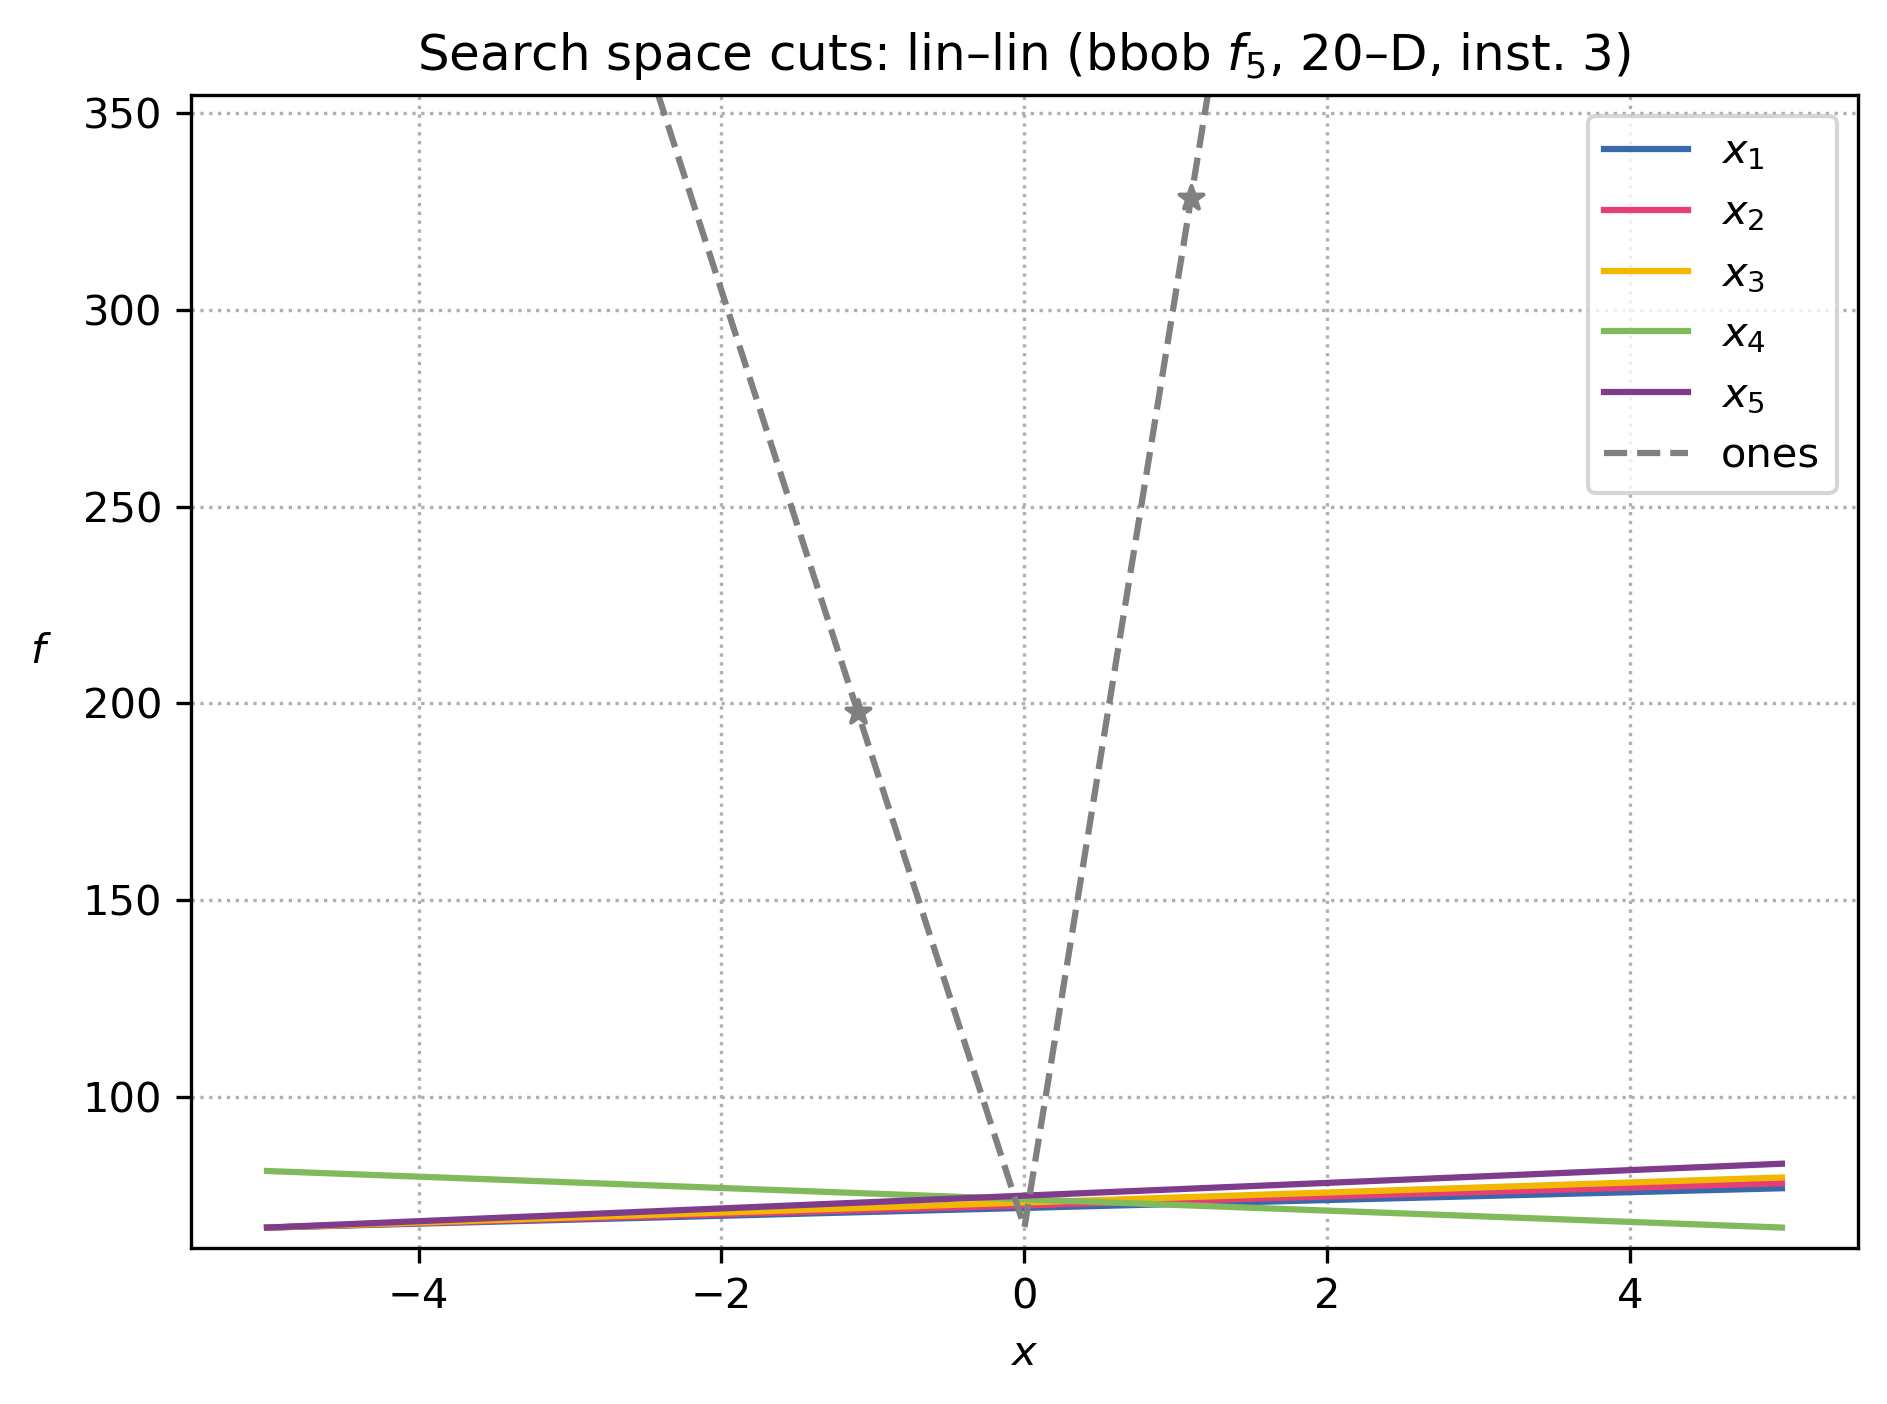 Search space cuts: lin–lin (bbob f₅, 20–D, inst. 3)
350
300
250
200
150
100
f
−4
−2
0
2
4
x
x₁
x₂
x₃
x₄
x₅
ones